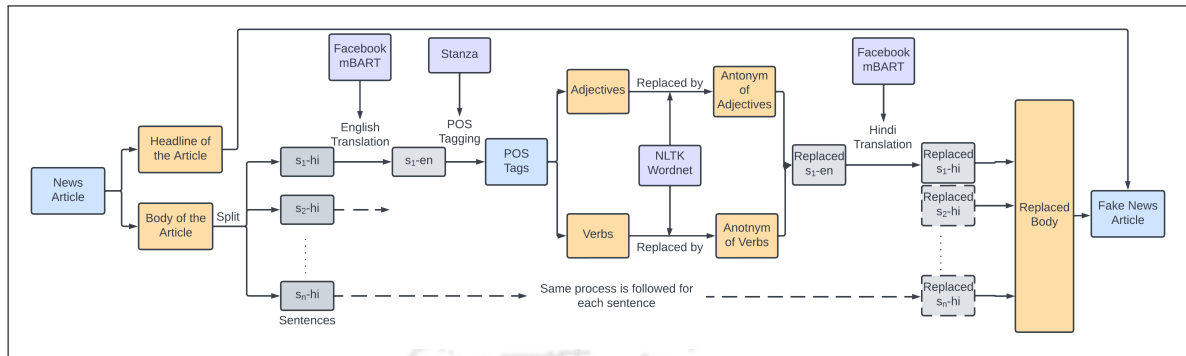 News
Article
Headline of
the Article
Body of the
Article
Split
s₁-hi
s₂-hi
sₙ-hi
Sentences
Facebook
mBART
English
Translation
s₁-en
Stanza
POS
Tagging
POS
Tags
Adjectives
Verbs
Replaced by
NLTK
Wordnet
Replaced by
Antonym
of
Adjectives
Anotnym
of Verbs
Replaced
s₁-en
Facebook
mBART
Hindi
Translation
Replaced
s₁-hi
Replaced
s₂-hi
Replaced
sₙ-hi
Same process is followed for
each sentence
Replaced
Body
Fake News
Article